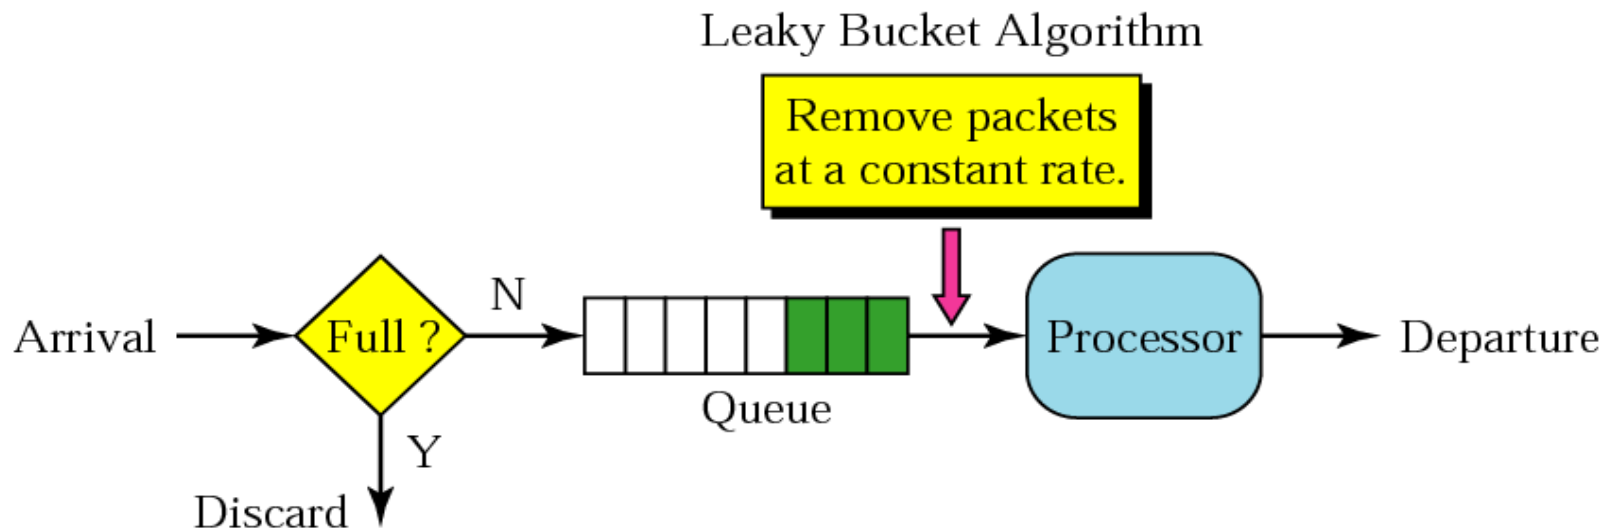 Leaky Bucket Algorithm
Remove packets
at a constant rate.
Arrival
Full ?
N
Y
Discard
Queue
Processor
Departure